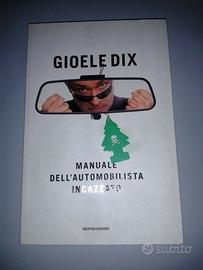 GIOELE DIX
MANUALE
DELL'AUTOMOBILISTA
INCAZZATO
MONDADORI
subito